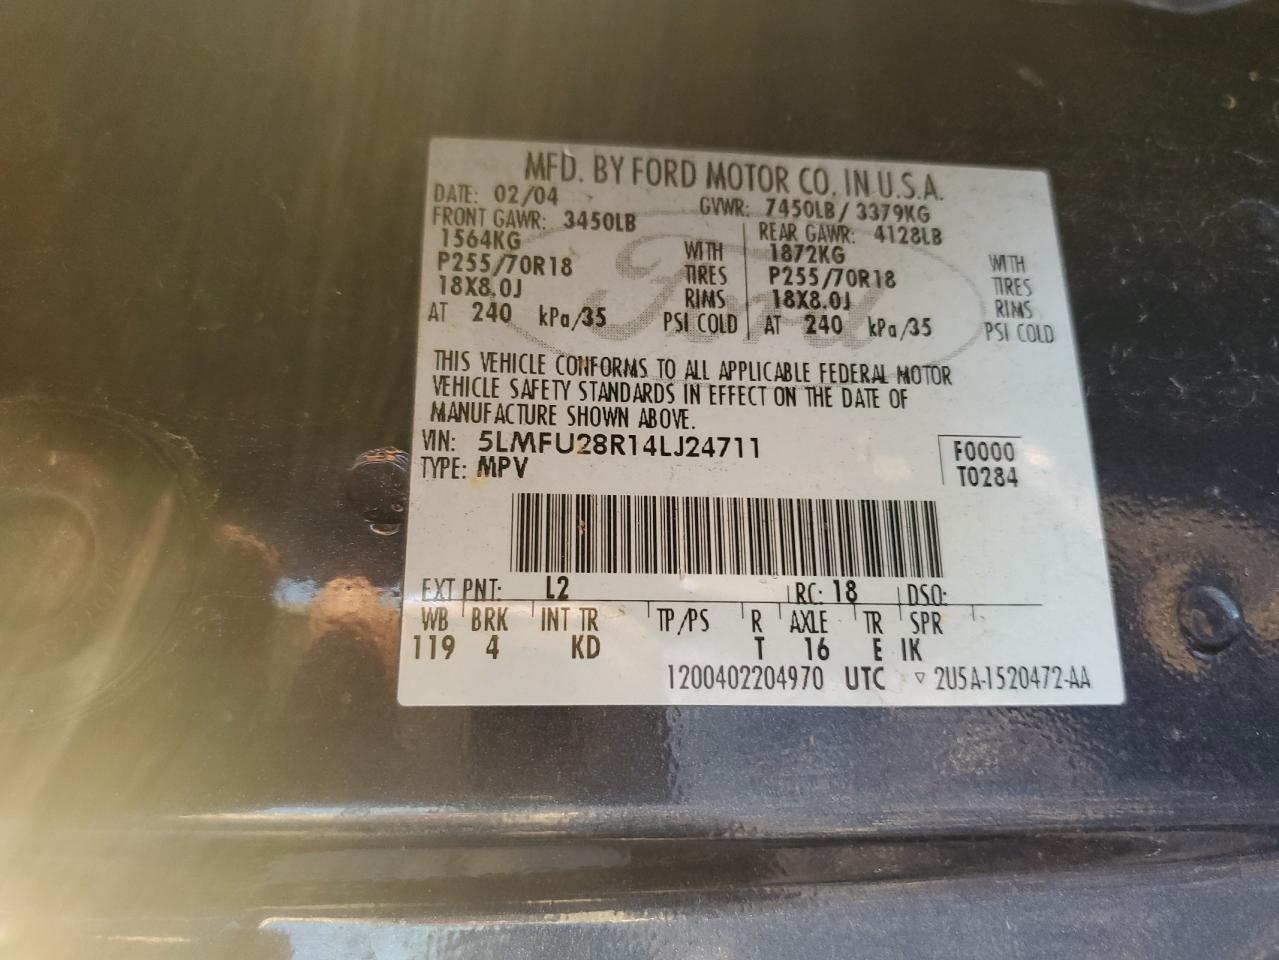 MFD. BY FORD MOTOR CO. IN U.S.A.
DATE: 02/04 GVWR: 7450LB / 3379KG
FRONT GAWR: 3450LB REAR GAWR: 4128LB
1564KG WITH 1872KG WITH
P255/70R18 TIRES P255/70R18 TIRES
18X8.0J RIMS 18X8.0J RIMS
AT 240 kPa/35 PSI COLD AT 240 kPa/35 PSI COLD
Ford
THIS VEHICLE CONFORMS TO ALL APPLICABLE FEDERAL MOTOR
VEHICLE SAFETY STANDARDS IN EFFECT ON THE DATE OF
MANUFACTURE SHOWN ABOVE.
VIN: 5LMFU28R14LJ24711 F0000
TYPE: MPV T0284
EXT PNT: L2 RC: 18 DSO:
WB BRK INT TR TP/PS R AXLE TR SPR
119 4 KD T 16 E IK
1200402204970 UTC ▽ 2U5A-1520472-AA